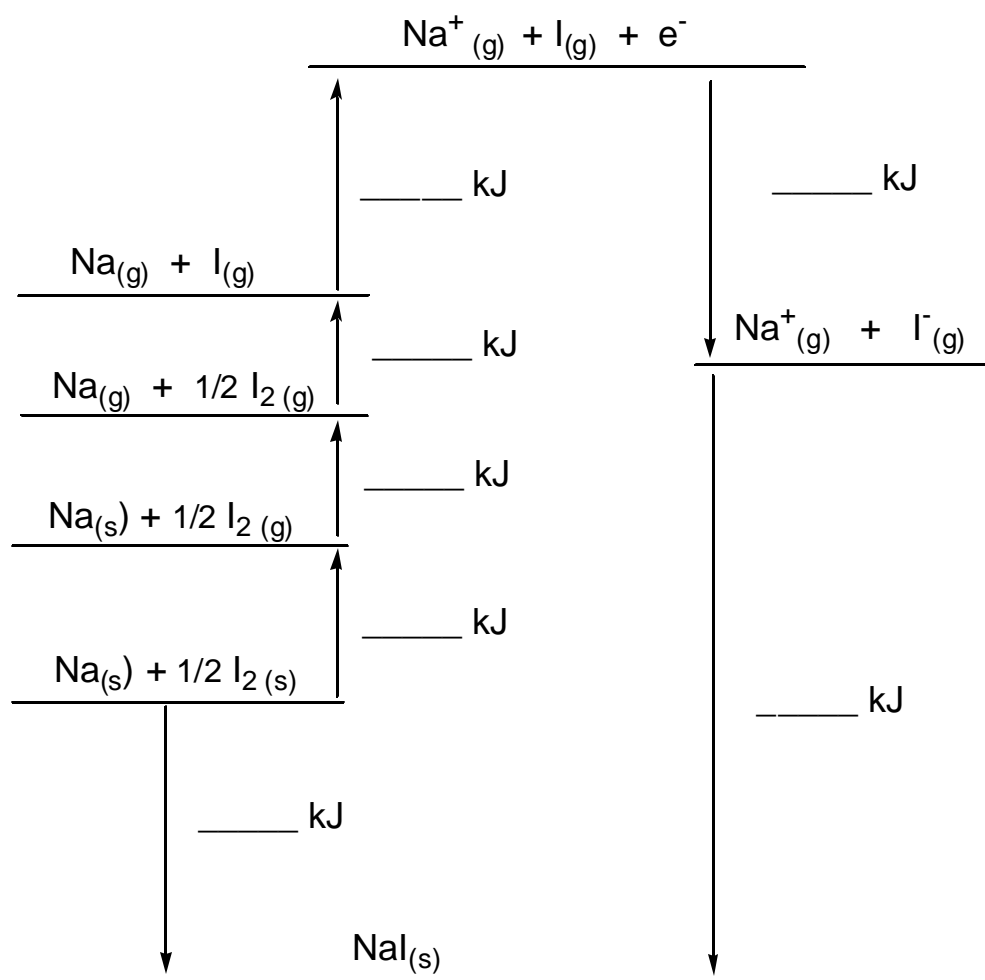 Na⁺ (g) + I(g) + e⁻
_____ kJ
_____ kJ
Na(g) + I(g)
_____ kJ
Na⁺(g) + I⁻(g)
Na(g) + 1/2 I₂ (g)
_____ kJ
Na(s) + 1/2 I₂ (g)
_____ kJ
Na(s) + 1/2 I₂ (s)
______ kJ
_____ kJ
NaI(s)